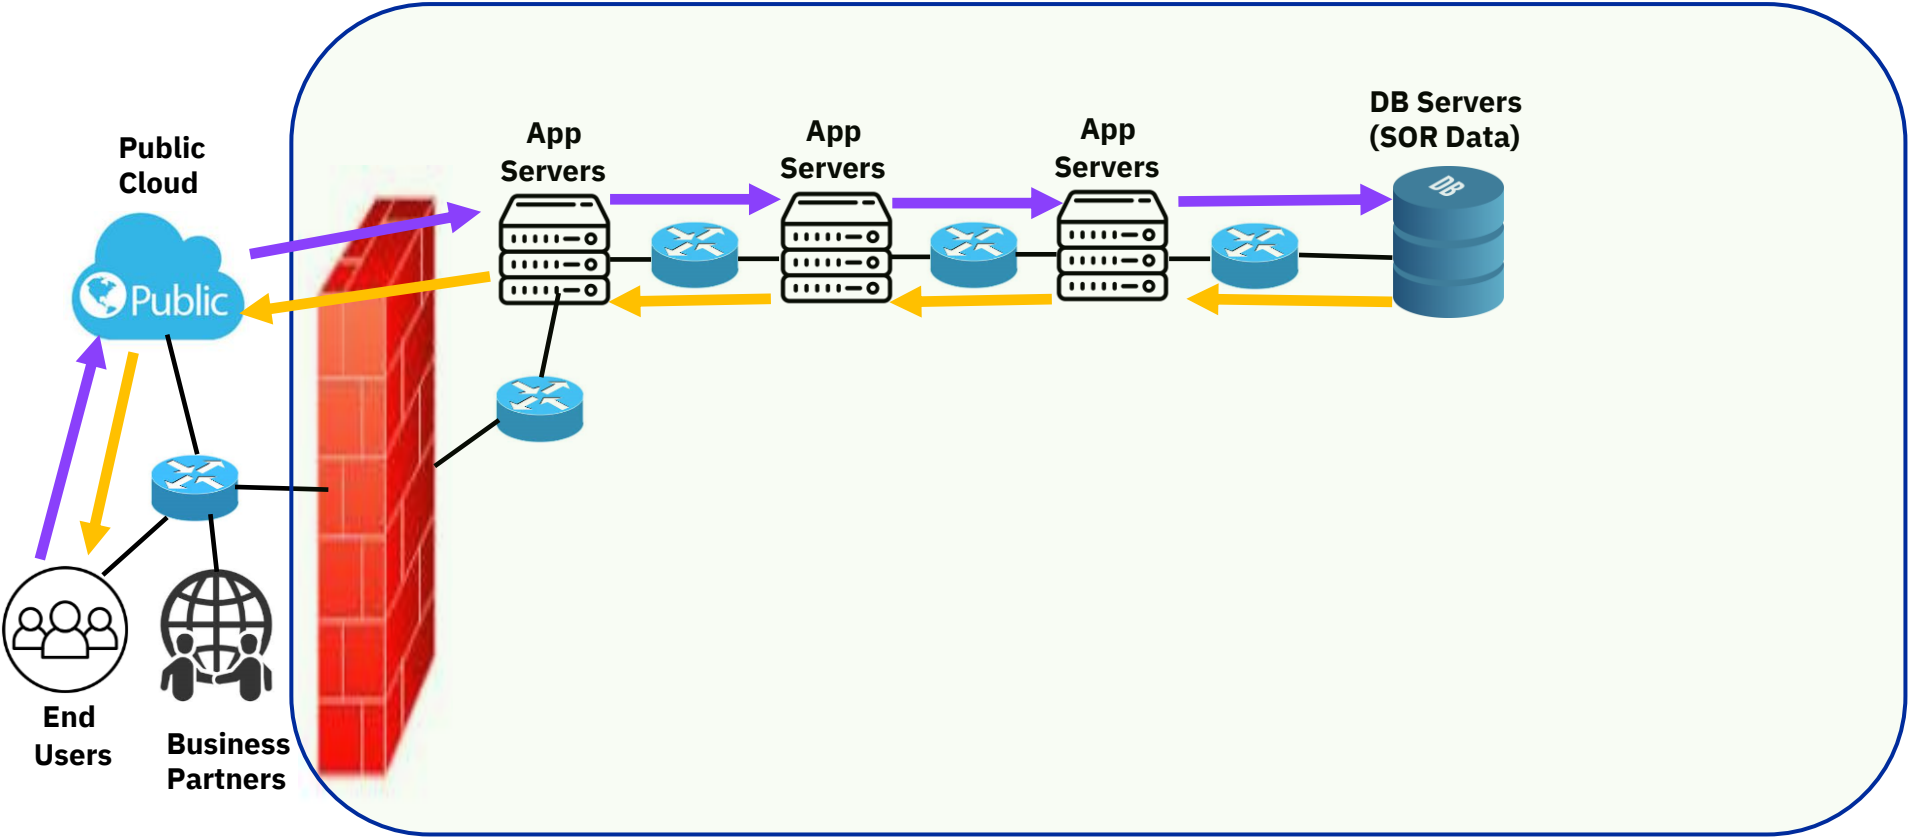 Public
Cloud
Public
App
Servers
App
Servers
App
Servers
DB Servers
(SOR Data)
DB
End
Users
Business
Partners